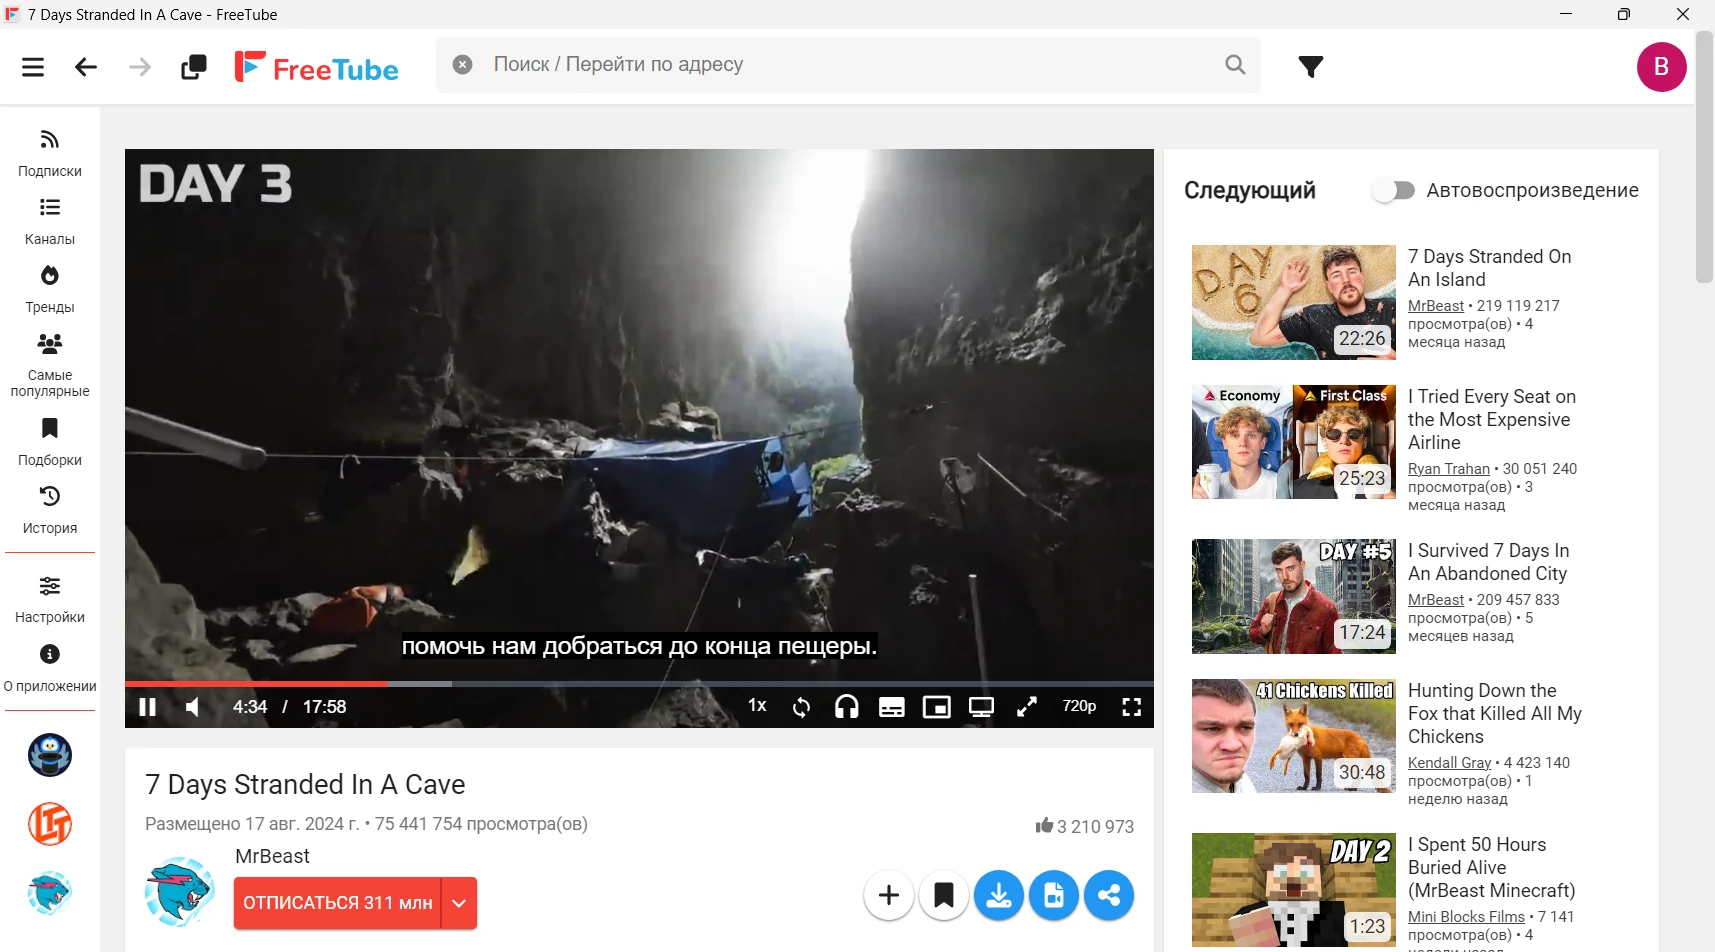 7 Days Stranded In A Cave - FreeTube
FreeTube
Поиск / Перейти по адресу
B
Подписки
Каналы
Тренды
Самые
популярные
Подборки
История
Настройки
О приложении
DAY 3
помочь нам добраться до конца пещеры.
4:34 / 17:58
1x
720p
7 Days Stranded In A Cave
Размещено 17 авг. 2024 г. • 75 441 754 просмотра(ов)
3 210 973
MrBeast
ОТПИСАТЬСЯ 311 млн
Следующий
Автовоспроизведение
DAY
6
22:26
7 Days Stranded On
An Island
MrBeast • 219 119 217
просмотра(ов) • 4
месяца назад
Economy
First Class
25:23
I Tried Every Seat on
the Most Expensive
Airline
Ryan Trahan • 30 051 240
просмотра(ов) • 3
месяца назад
DAY #5
17:24
I Survived 7 Days In
An Abandoned City
MrBeast • 209 457 833
просмотра(ов) • 5
месяцев назад
41 Chickens Killed
30:48
Hunting Down the
Fox that Killed All My
Chickens
Kendall Gray • 4 423 140
просмотра(ов) • 1
неделю назад
DAY 2
1:23
I Spent 50 Hours
Buried Alive
(MrBeast Minecraft)
Mini Blocks Films • 7 141
просмотра(ов) • 4